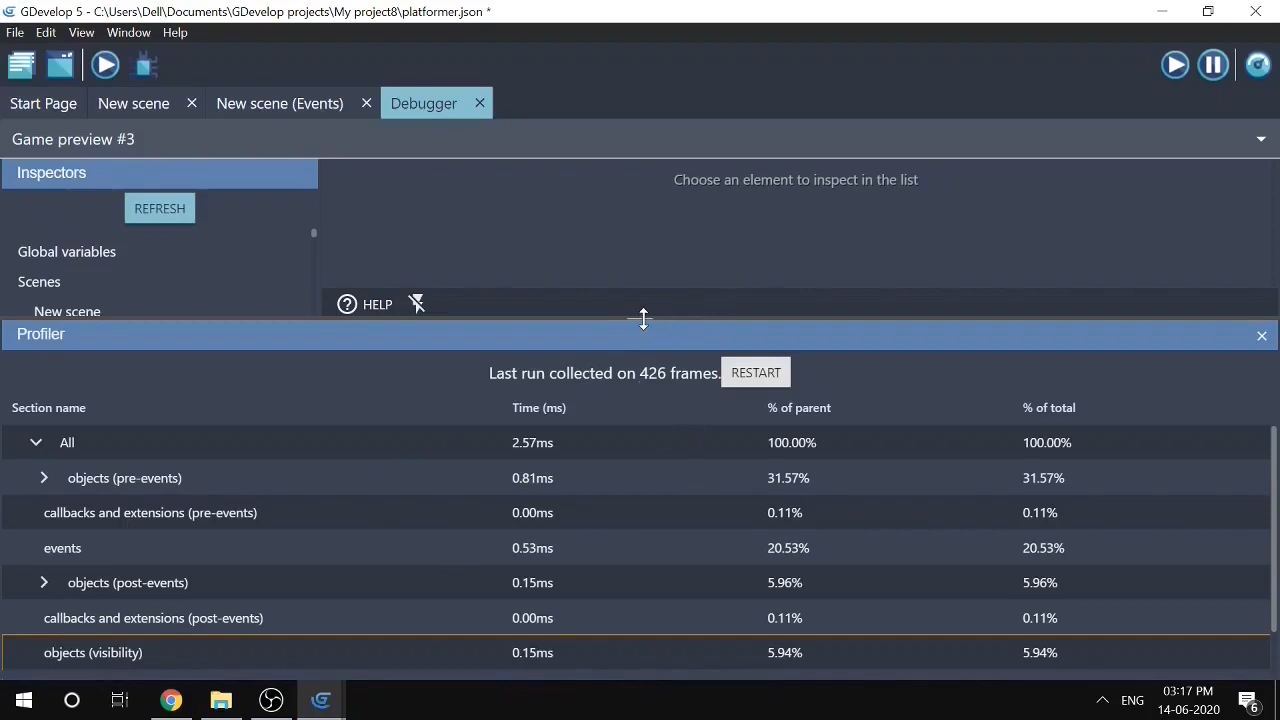 GDevelop 5 - C:\Users\Dell\Documents\GDevelop projects\My project8\platformer.json *
File Edit View Window Help
Start Page New scene New scene (Events) Debugger
Game preview #3
Inspectors
Choose an element to inspect in the list
REFRESH
Global variables
Scenes
New scene
HELP
Profiler
Last run collected on 426 frames. RESTART
Section name Time (ms) % of parent % of total
All 2.57ms 100.00% 100.00%
objects (pre-events) 0.81ms 31.57% 31.57%
callbacks and extensions (pre-events) 0.00ms 0.11% 0.11%
events 0.53ms 20.53% 20.53%
objects (post-events) 0.15ms 5.96% 5.96%
callbacks and extensions (post-events) 0.00ms 0.11% 0.11%
objects (visibility) 0.15ms 5.94% 5.94%
ENG 03:17 PM
14-06-2020 6